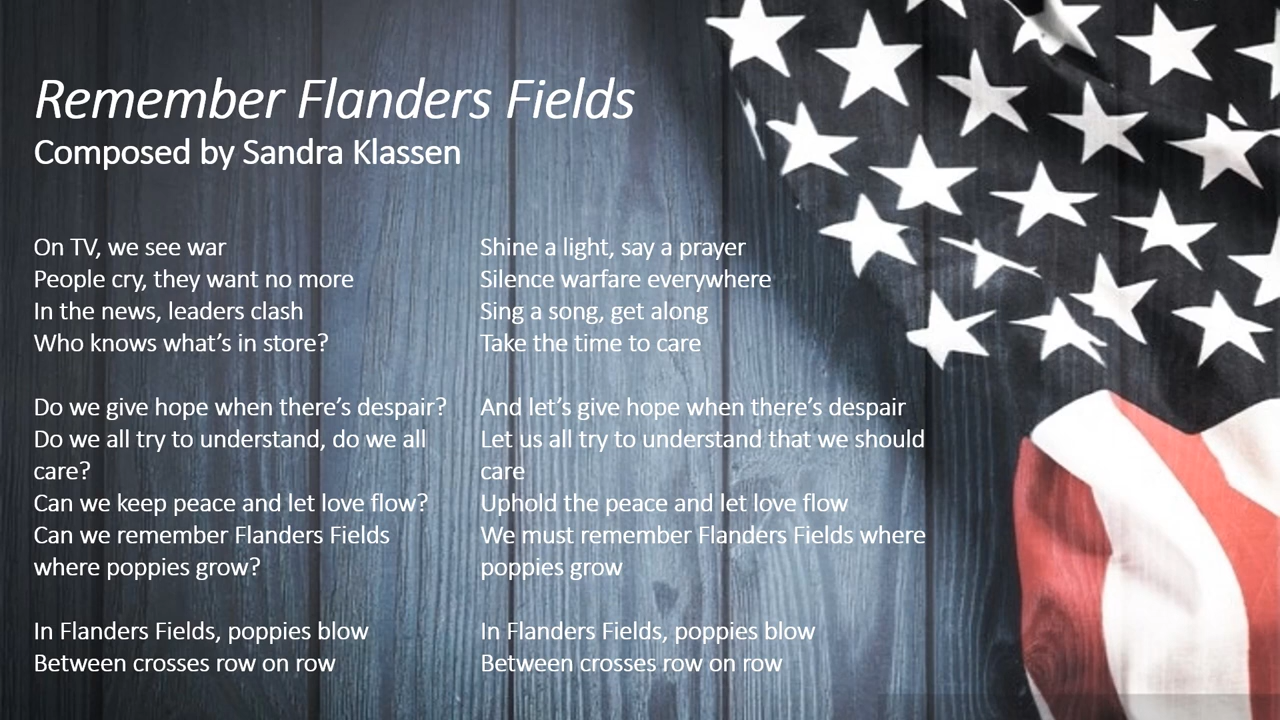 Remember Flanders Fields
Composed by Sandra Klassen
On TV, we see war
People cry, they want no more
In the news, leaders clash
Who knows what's in store?
Do we give hope when there's despair?
Do we all try to understand, do we all
care?
Can we keep peace and let love flow?
Can we remember Flanders Fields
where poppies grow?
In Flanders Fields, poppies blow
Between crosses row on row
Shine a light, say a prayer
Silence warfare everywhere
Sing a song, get along
Take the time to care
And let's give hope when there's despair
Let us all try to understand that we should
care
Uphold the peace and let love flow
We must remember Flanders Fields where
poppies grow
In Flanders Fields, poppies blow
Between crosses row on row